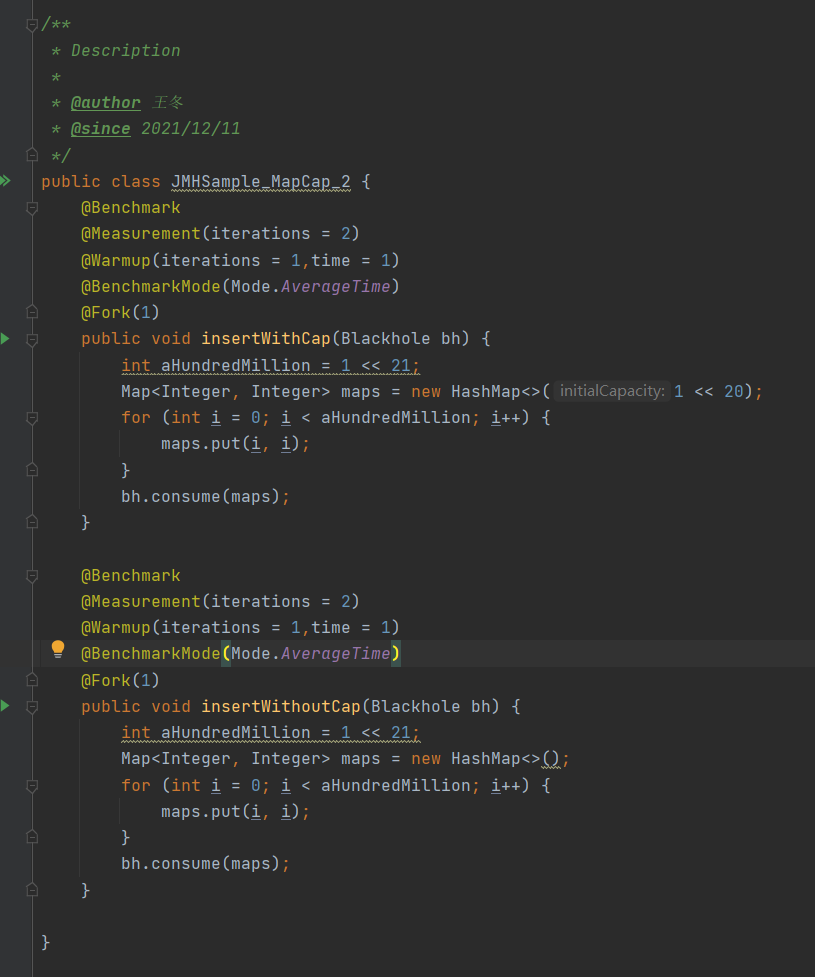 /**
 * Description
 *
 * @author 王冬
 * @since 2021/12/11
 */
public class JMHSample_MapCap_2 {
    @Benchmark
    @Measurement(iterations = 2)
    @Warmup(iterations = 1,time = 1)
    @BenchmarkMode(Mode.AverageTime)
    @Fork(1)
    public void insertWithCap(Blackhole bh) {
        int aHundredMillion = 1 << 21;
        Map<Integer, Integer> maps = new HashMap<>( initialCapacity: 1 << 20);
        for (int i = 0; i < aHundredMillion; i++) {
            maps.put(i, i);
        }
        bh.consume(maps);
    }

    @Benchmark
    @Measurement(iterations = 2)
    @Warmup(iterations = 1,time = 1)
    @BenchmarkMode(Mode.AverageTime)
    @Fork(1)
    public void insertWithoutCap(Blackhole bh) {
        int aHundredMillion = 1 << 21;
        Map<Integer, Integer> maps = new HashMap<>();
        for (int i = 0; i < aHundredMillion; i++) {
            maps.put(i, i);
        }
        bh.consume(maps);
    }

}